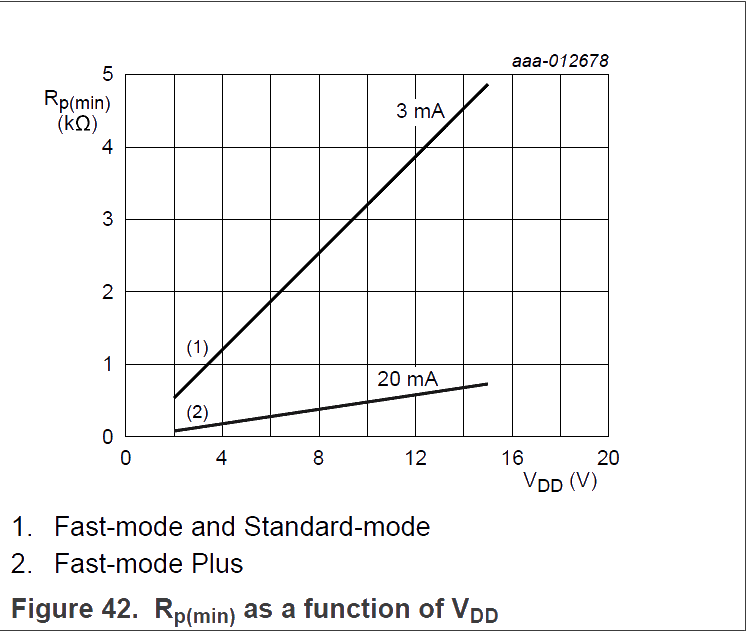 aaa-012678
5
Rp(min)
(kΩ)
3 mA
4
3
2
(1)
1
20 mA
(2)
0
0 4 8 12 16 20
VDD (V)
1. Fast-mode and Standard-mode
2. Fast-mode Plus
Figure 42. Rp(min) as a function of VDD